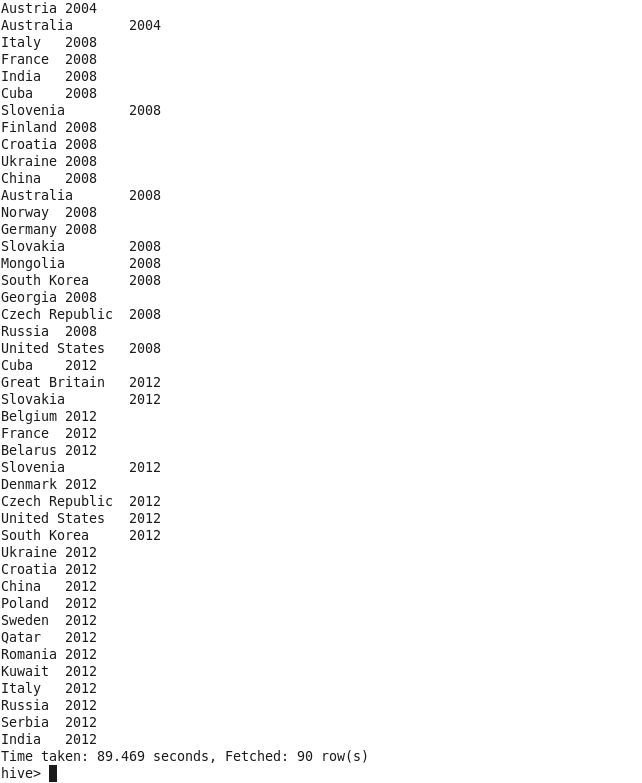 Austria 2004
Australia       2004
Italy   2008
France  2008
India   2008
Cuba    2008
Slovenia        2008
Finland 2008
Croatia 2008
Ukraine 2008
China   2008
Australia       2008
Norway  2008
Germany 2008
Slovakia        2008
Mongolia        2008
South Korea     2008
Georgia 2008
Czech Republic  2008
Russia  2008
United States   2008
Cuba    2012
Great Britain   2012
Slovakia        2012
Belgium 2012
France  2012
Belarus 2012
Slovenia        2012
Denmark 2012
Czech Republic  2012
United States   2012
South Korea     2012
Ukraine 2012
Croatia 2012
China   2012
Poland  2012
Sweden  2012
Qatar   2012
Romania 2012
Kuwait  2012
Italy   2012
Russia  2012
Serbia  2012
India   2012
Time taken: 89.469 seconds, Fetched: 90 row(s)
hive>